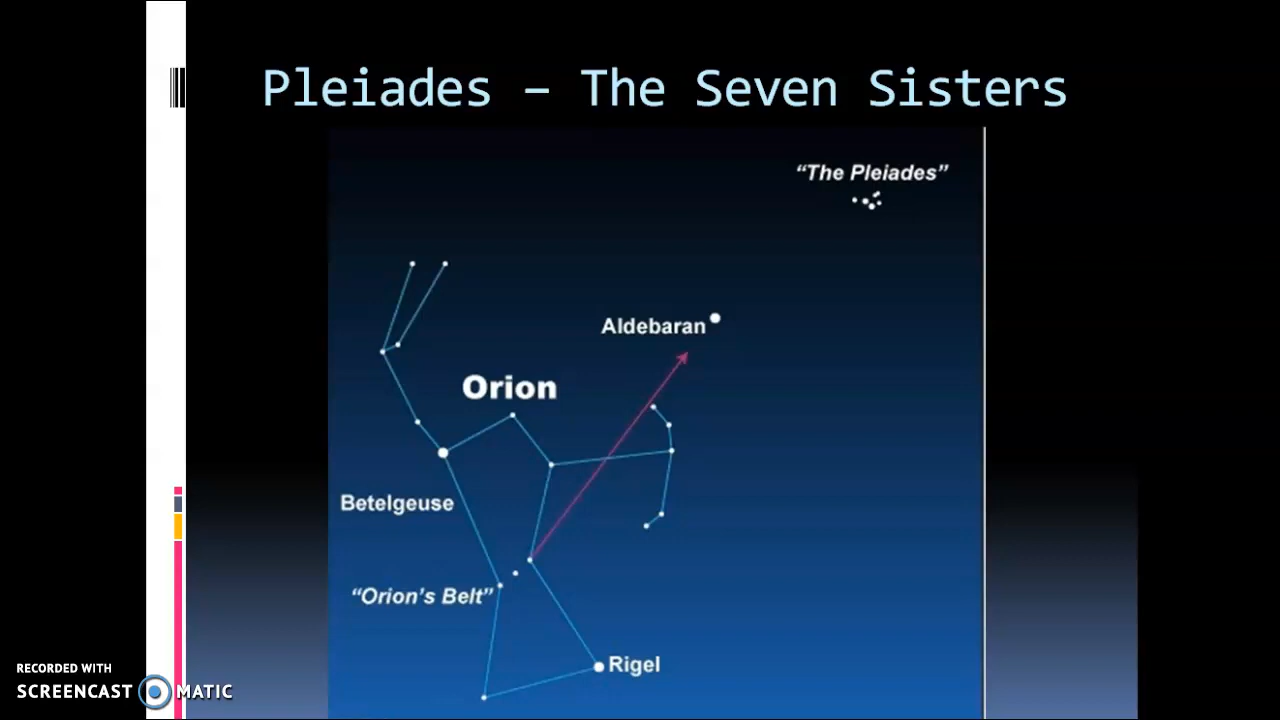 Pleiades – The Seven Sisters
“The Pleiades”
Aldebaran
Orion
Betelgeuse
“Orion’s Belt”
Rigel
RECORDED WITH
SCREENCAST MATIC